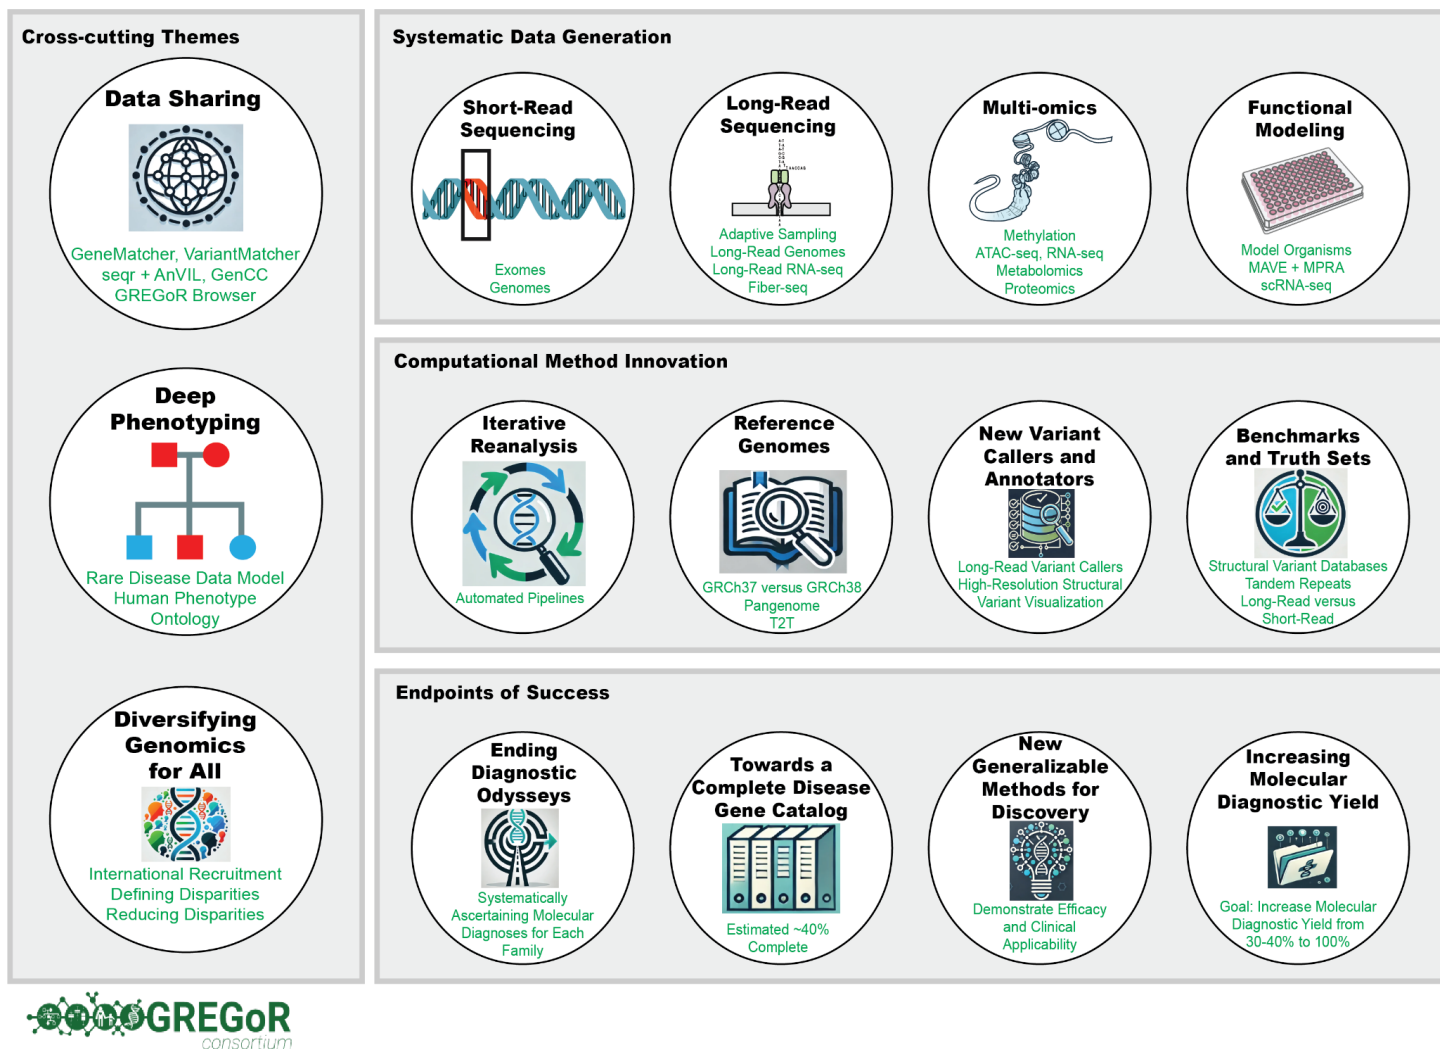 Cross-cutting Themes
Data Sharing
GeneMatcher, VariantMatcher
seqr + AnVIL, GenCC
GREGoR Browser
Deep
Phenotyping
Rare Disease Data Model
Human Phenotype
Ontology
Diversifying
Genomics
for All
International Recruitment
Defining Disparities
Reducing Disparities
Systematic Data Generation
Short-Read
Sequencing
Exomes
Genomes
Long-Read
Sequencing
Adaptive Sampling
Long-Read Genomes
Long-Read RNA-seq
Fiber-seq
Multi-omics
Methylation
ATAC-seq, RNA-seq
Metabolomics
Proteomics
Functional
Modeling
Model Organisms
MAVE + MPRA
scRNA-seq
Computational Method Innovation
Iterative
Reanalysis
Automated Pipelines
Reference
Genomes
GRCh37 versus GRCh38
Pangenome
T2T
New Variant
Callers and
Annotators
Long-Read Variant Callers
High-Resolution Structural
Variant Visualization
Benchmarks
and Truth Sets
Structural Variant Databases
Tandem Repeats
Long-Read versus
Short-Read
Endpoints of Success
Ending
Diagnostic
Odysseys
Systematically
Ascertaining Molecular
Diagnoses for Each
Family
Towards a
Complete Disease
Gene Catalog
Estimated ~40%
Complete
New
Generalizable
Methods for
Discovery
Demonstrate Efficacy
and Clinical
Applicability
Increasing
Molecular
Diagnostic Yield
Goal: Increase Molecular
Diagnostic Yield from
30-40% to 100%
GREGoR
consortium